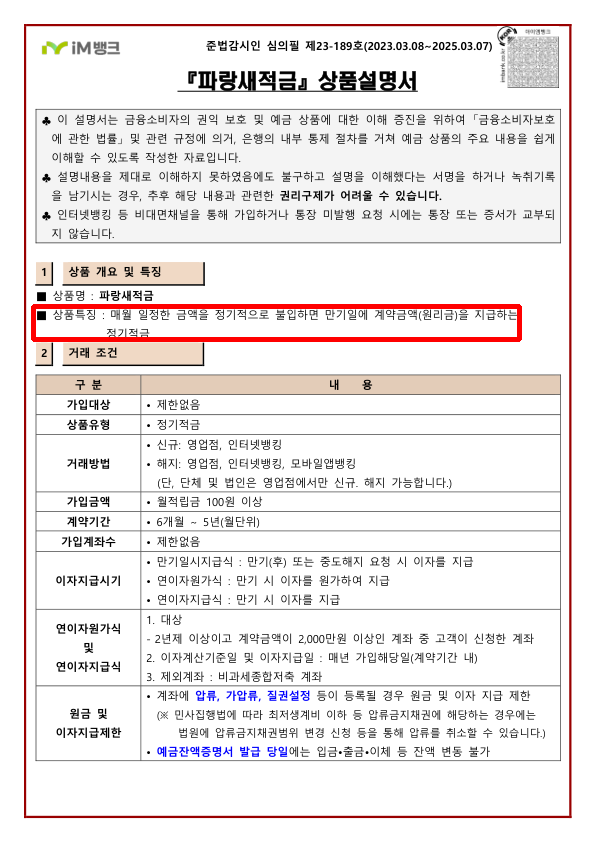 iM뱅크
준법감시인 심의필 제23-189호(2023.03.08~2025.03.07)
아이엠뱅크
imbank.co.kr
『파랑새적금』 상품설명서
♣ 이 설명서는 금융소비자의 권익 보호 및 예금 상품에 대한 이해 증진을 위하여「금융소비자보호
에 관한 법률」및 관련 규정에 의거, 은행의 내부 통제 절차를 거쳐 예금 상품의 주요 내용을 쉽게
이해할 수 있도록 작성한 자료입니다.
♣ 설명내용을 제대로 이해하지 못하였음에도 불구하고 설명을 이해했다는 서명을 하거나 녹취기록
을 남기시는 경우, 추후 해당 내용과 관련한 권리구제가 어려울 수 있습니다.
♣ 인터넷뱅킹 등 비대면채널을 통해 가입하거나 통장 미발행 요청 시에는 통장 또는 증서가 교부되
지 않습니다.
1 상품 개요 및 특징
■ 상품명 : 파랑새적금
■ 상품특징 : 매월 일정한 금액을 정기적으로 불입하면 만기일에 계약금액(원리금)을 지급하는
정기적금
2 거래 조건
구 분 내 용
가입대상 • 제한없음
상품유형 • 정기적금
거래방법 • 신규: 영업점, 인터넷뱅킹
• 해지: 영업점, 인터넷뱅킹, 모바일앱뱅킹
(단, 단체 및 법인은 영업점에서만 신규. 해지 가능합니다.)
가입금액 • 월적립금 100원 이상
계약기간 • 6개월 ~ 5년(월단위)
가입계좌수 • 제한없음
이자지급시기 • 만기일시지급식 : 만기(후) 또는 중도해지 요청 시 이자를 지급
• 연이자원가식 : 만기 시 이자를 원가하여 지급
• 연이자지급식 : 만기 시 이자를 지급
연이자원가식
및
연이자지급식
1. 대상
- 2년제 이상이고 계약금액이 2,000만원 이상인 계좌 중 고객이 신청한 계좌
2. 이자계산기준일 및 이자지급일 : 매년 가입해당일(계약기간 내)
3. 제외계좌 : 비과세종합저축 계좌
원금 및
이자지급제한
• 계좌에 압류, 가압류, 질권설정 등이 등록될 경우 원금 및 이자 지급 제한
(※ 민사집행법에 따라 최저생계비 이하 등 압류금지채권에 해당하는 경우에는
법원에 압류금지채권범위 변경 신청 등을 통해 압류를 취소할 수 있습니다.)
• 예금잔액증명서 발급 당일에는 입금•출금•이체 등 잔액 변동 불가